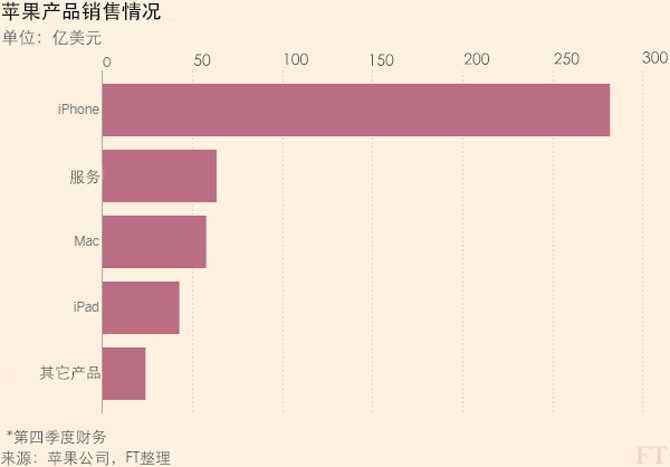 苹果产品销售情况
单位：亿美元
0 50 100 150 200 250 300
iPhone
服务
Mac
iPad
其它产品
*第四季度财务
来源：苹果公司，FT整理
FT